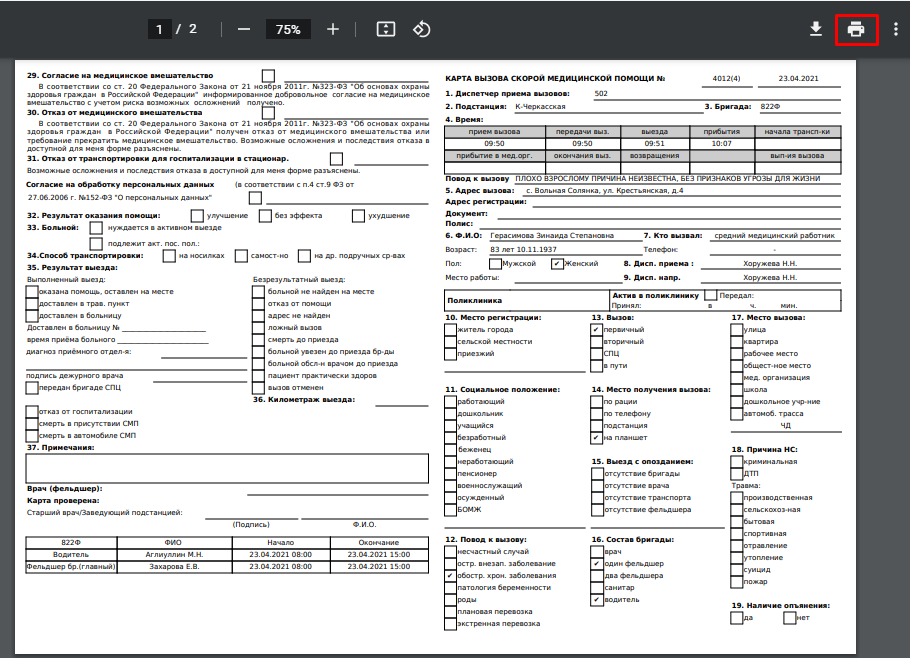 1 / 2
75%
29. Согласие на медицинское вмешательство
В соответствии со ст. 20 Федерального Закона от 21 ноября 2011г. №323-ФЗ "Об основах охраны
здоровья граждан в Российской Федерации" информированное добровольное согласие на медицинское
вмешательство с учетом риска возможных осложнений получено.
30. Отказ от медицинского вмешательства
В соответствии со ст. 20 Федерального Закона от 21 ноября 2011г. №323-ФЗ "Об основах охраны
здоровья граждан в Российской Федерации" получен отказ от медицинского вмешательства или
требование прекратить медицинское вмешательство. Возможные осложнения и последствия отказа в
доступной для меня форме разъяснены.
31. Отказ от транспортировки для госпитализации в стационар.
Возможные осложнения и последствия отказа в доступной для меня форме разъяснены.
Согласие на обработку персональных данных (в соответствии с п.4 ст.9 ФЗ от
27.06.2006 г. №152-ФЗ "О персональных данных"
32. Результат оказания помощи: улучшение без эффекта ухудшение
33. Больной: нуждается в активном выезде
подлежит акт. пос. пол.:
34.Способ транспортировки: на носилках самост-но на др. подручных ср-вах
35. Результат выезда:
Выполненный выезд: Безрезультатный выезд:
оказана помощь, оставлен на месте больной не найден на месте
доставлен в трав. пункт отказ от помощи
доставлен в больницу адрес не найден
Доставлен в больницу № ложный вызов
время приёма больного смерть до приезда
диагноз приёмного отдел-я: больной увезен до приезда бр-ды
больной обсл-н врачом до приезда
подпись дежурного врача пациент практически здоров
передан бригаде СПЦ вызов отменен
36. Километраж выезда:
отказ от госпитализации
смерть в присутствии СМП
смерть в автомобиле СМП
37. Примечания:
Врач (фельдшер):
Карта проверена:
Старший врач/Заведующий подстанцией:
(Подпись) Ф.И.О.
822Ф ФИО Начало Окончание
Водитель Аглиуллин М.Н. 23.04.2021 08:00 23.04.2021 15:00
Фельдшер бр.(главный) Захарова Е.В. 23.04.2021 08:00 23.04.2021 15:00
КАРТА ВЫЗОВА СКОРОЙ МЕДИЦИНСКОЙ ПОМОЩИ № 4012(4) 23.04.2021
1. Диспетчер приема вызовов: 502
2. Подстанция: К-Черкасская 3. Бригада: 822Ф
4. Время:
прием вызова передачи выз. выезда прибытия начала трансп-ки
09:50 09:50 09:51 10:07
прибытие в мед.орг. окончания выз. возвращения вып-ия вызова
Повод к вызову ПЛОХО ВЗРОСЛОМУ ПРИЧИНА НЕИЗВЕСТНА, БЕЗ ПРИЗНАКОВ УГРОЗЫ ДЛЯ ЖИЗНИ
5. Адрес вызова: с. Вольная Солянка, ул. Крестьянская, д.4
Адрес регистрации:
Документ:
Полис:
6. Ф.И.О: Герасимова Зинаида Степановна 7. Кто вызвал: средний медицинский работник
Возраст: 83 лет 10.11.1937 Телефон: -
Пол: Мужской ✔ Женский 8. Дисп. приема : Хоружева Н.Н.
Место работы: 9. Дисп. напр. Хоружева Н.Н.
Поликлиника Актив в поликлинику Передал:
Принял: в ч. мин.
10. Место регистрации: 13. Вызов: 17. Место вызова:
житель города ✔ первичный улица
сельской местности вторичный квартира
приезжий СПЦ рабочее место
в пути общест-ное место
мед. организация
11. Социальное положение: 14. Место получения вызова: школа
работающий по рации дошкольное учр-ние
дошкольник по телефону автомоб. трасса
учащийся подстанция ЧД
безработный ✔ на планшет
беженец 18. Причина НС:
неработающий 15. Выезд с опозданием: криминальная
пенсионер отсутствие бригады ДТП
военнослужащий отсутствие врача Травма:
осужденный отсутствие транспорта производственная
БОМЖ отсутствие фельдшера сельскохоз-ная
бытовая
спортивная
12. Повод к вызову: 16. Состав бригады: отравление
несчастный случай врач утопление
остр. внезап. заболевание ✔ один фельдшер суицид
✔ обостр. хрон. заболевания два фельдшера пожар
патология беременности санитар
роды ✔ водитель 19. Наличие опьянения:
плановая перевозка да нет
экстренная перевозка